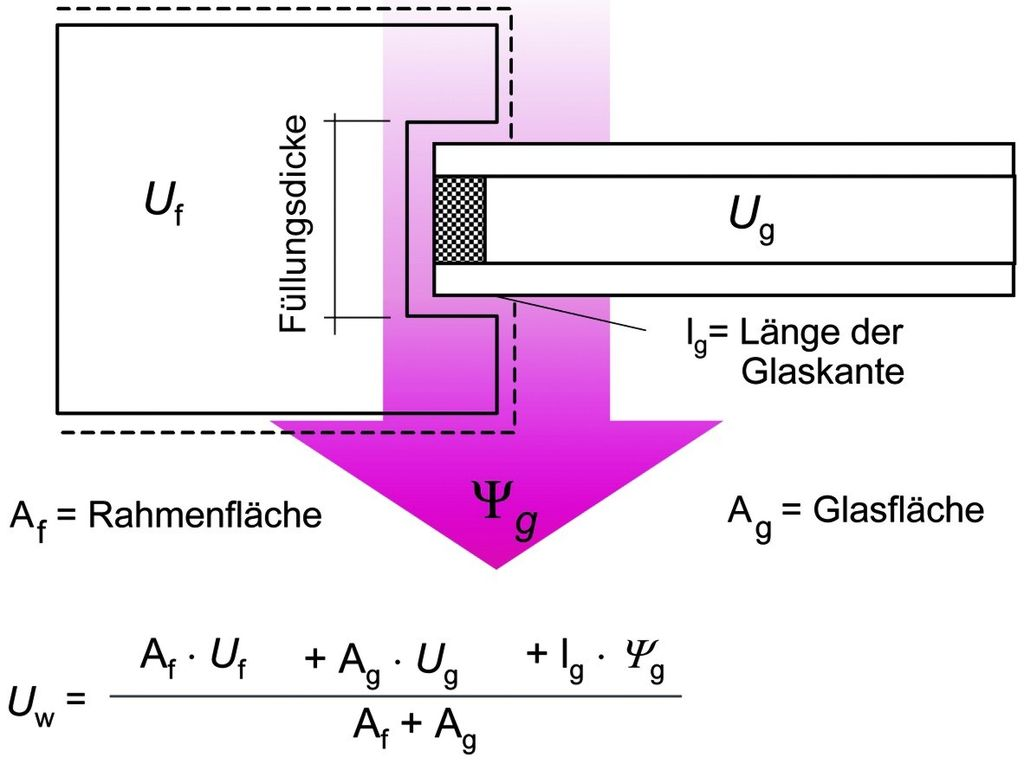 Füllungsdicke
U_f
U_g
l_g= Länge der
Glaskante
Ψ_g
A_f = Rahmenfläche
A_g = Glasfläche
U_w = (A_f · U_f + A_g · U_g + l_g · Ψ_g) / (A_f + A_g)